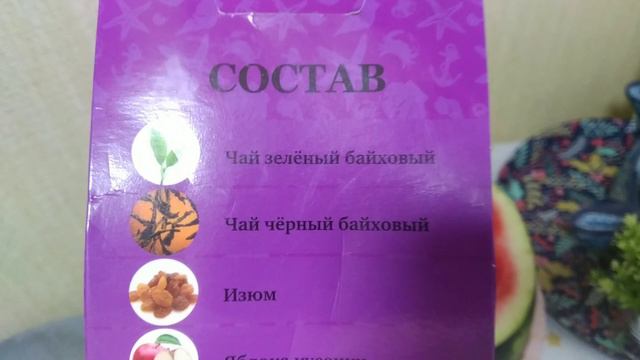 СОСТАВ
Чай зелёный байховый
Чай чёрный байховый
Изюм